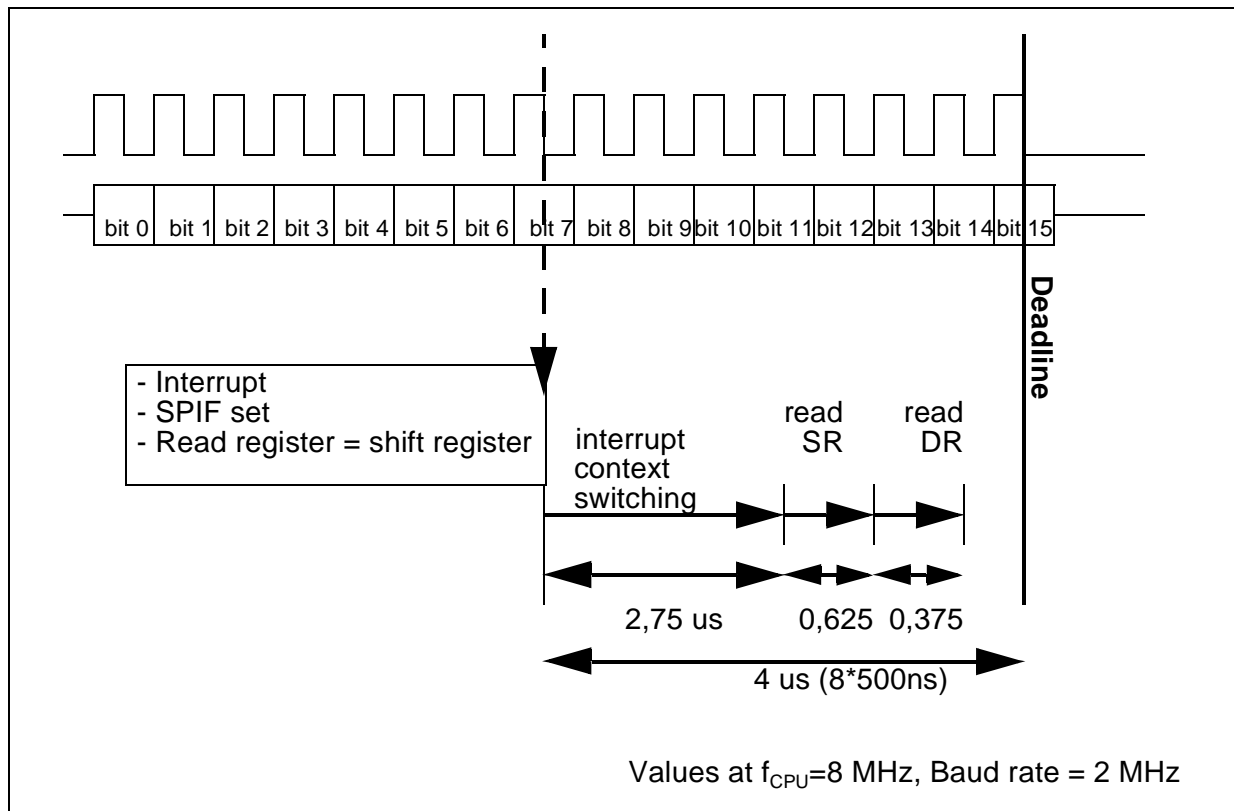 bit 0 bit 1 bit 2 bit 3 bit 4 bit 5 bit 6 bit 7 bit 8 bit 9 bit 10 bit 11 bit 12 bit 13 bit 14 bit 15
Deadline
- Interrupt
- SPIF set
- Read register = shift register
interrupt
context
switching
read
SR
read
DR
2,75 us
0,625
0,375
4 us (8*500ns)
Values at fCPU=8 MHz, Baud rate = 2 MHz